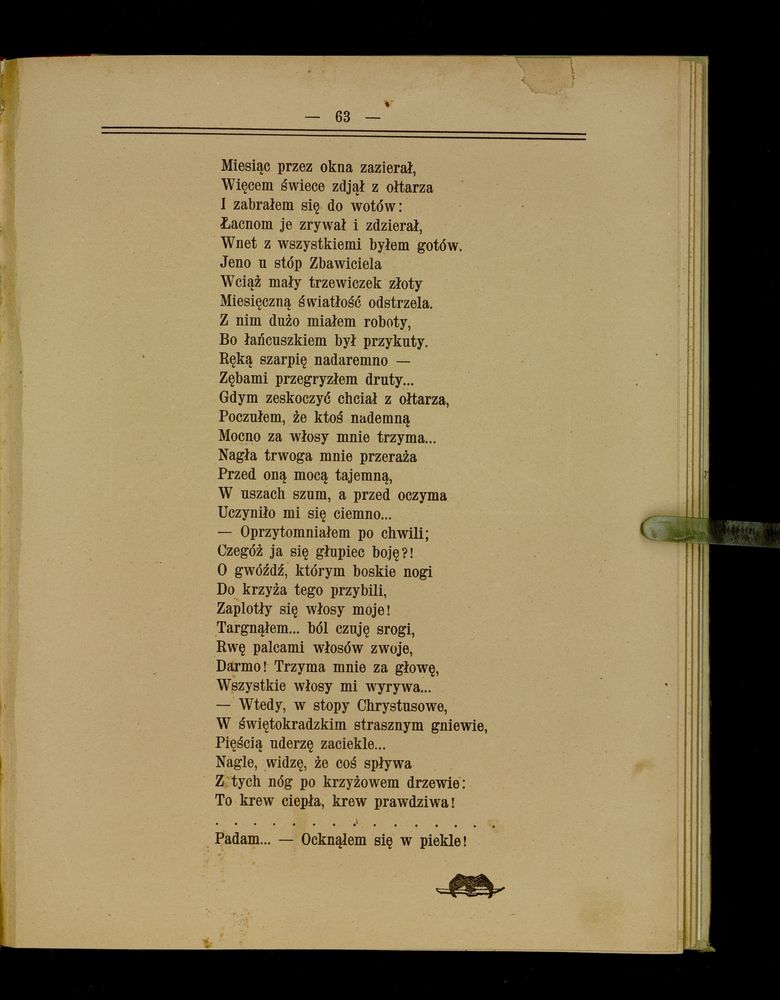 — 63 —
Miesiąc przez okna zazierał,
Więcem świece zdjął z ołtarza
I zabrałem się do wotów:
Łacnom je zrywał i zdzierał,
Wnet z wszystkiemi byłem gotów.
Jeno u stóp Zbawiciela
Wciąż mały trzewiczek złoty
Miesięczną światłość odstrzela.
Z nim dużo miałem roboty,
Bo łańcuszkiem był przykuty.
Ręką szarpię nadaremno —
Zębami przegryzłem druty...
Gdym zeskoczyć chciał z ołtarza,
Poczułem, że ktoś nademną
Mocno za włosy mnie trzyma...
Nagła trwoga mnie przeraża
Przed oną mocą tajemną,
W uszach szum, a przed oczyma
Uczyniło mi się ciemno...
— Oprzytomniałem po chwili;
Czegóż ja się głupiec boję?!
O gwóźdź, którym boskie nogi
Do krzyża tego przybili,
Zaplotły się włosy moje!
Targnąłem... ból czuję srogi,
Rwę palcami włosów zwoje,
Darmo! Trzyma mnie za głowę,
Wszystkie włosy mi wyrywa...
— Wtedy, w stopy Chrystusowe,
W świętokradzkim strasznym gniewie,
Pięścią uderzę zaciekle...
Nagle, widzę, że coś spływa
Z tych nóg po krzyżowem drzewie:
To krew ciepła, krew prawdziwa!
. . . . . . . . . . . . . . .
Padam... — Ocknąłem się w piekle!